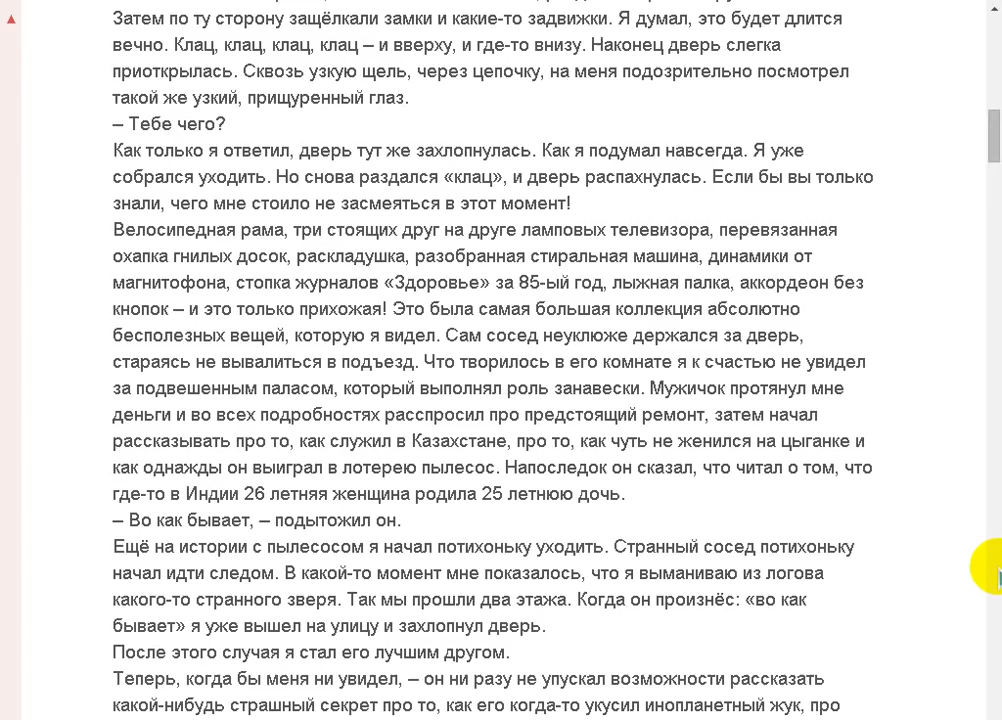 Затем по ту сторону защёлкали замки и какие-то задвижки. Я думал, это будет длится
вечно. Клац, клац, клац, клац – и вверху, и где-то внизу. Наконец дверь слегка
приоткрылась. Сквозь узкую щель, через цепочку, на меня подозрительно посмотрел
такой же узкий, прищуренный глаз.
– Тебе чего?
Как только я ответил, дверь тут же захлопнулась. Как я подумал навсегда. Я уже
собрался уходить. Но снова раздался «клац», и дверь распахнулась. Если бы вы только
знали, чего мне стоило не засмеяться в этот момент!
Велосипедная рама, три стоящих друг на друге ламповых телевизора, перевязанная
охапка гнилых досок, раскладушка, разобранная стиральная машина, динамики от
магнитофона, стопка журналов «Здоровье» за 85-ый год, лыжная палка, аккордеон без
кнопок – и это только прихожая! Это была самая большая коллекция абсолютно
бесполезных вещей, которую я видел. Сам сосед неуклюже держался за дверь,
стараясь не вывалиться в подъезд. Что творилось в его комнате я к счастью не увидел
за подвешенным паласом, который выполнял роль занавески. Мужичок протянул мне
деньги и во всех подробностях расспросил про предстоящий ремонт, затем начал
рассказывать про то, как служил в Казахстане, про то, как чуть не женился на цыганке и
как однажды он выиграл в лотерею пылесос. Напоследок он сказал, что читал о том, что
где-то в Индии 26 летняя женщина родила 25 летнюю дочь.
– Во как бывает, – подытожил он.
Ещё на истории с пылесосом я начал потихоньку уходить. Странный сосед потихоньку
начал идти следом. В какой-то момент мне показалось, что я выманиваю из логова
какого-то странного зверя. Так мы прошли два этажа. Когда он произнёс: «во как
бывает» я уже вышел на улицу и захлопнул дверь.
После этого случая я стал его лучшим другом.
Теперь, когда бы меня ни увидел, – он ни разу не упускал возможности рассказать
какой-нибудь страшный секрет про то, как его когда-то укусил инопланетный жук, про